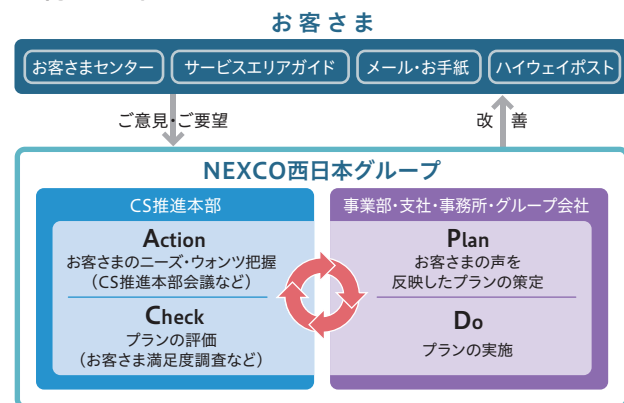 お客さま
お客さまセンター サービスエリアガイド メール・お手紙 ハイウェイポスト
ご意見・ご要望 改善
NEXCO西日本グループ
CS推進本部
Action
お客さまのニーズ・ウォンツ把握
（CS推進本部会議など）
Check
プランの評価
（お客さま満足度調査など）
事業部・支社・事務所・グループ会社
Plan
お客さまの声を
反映したプランの策定
Do
プランの実施